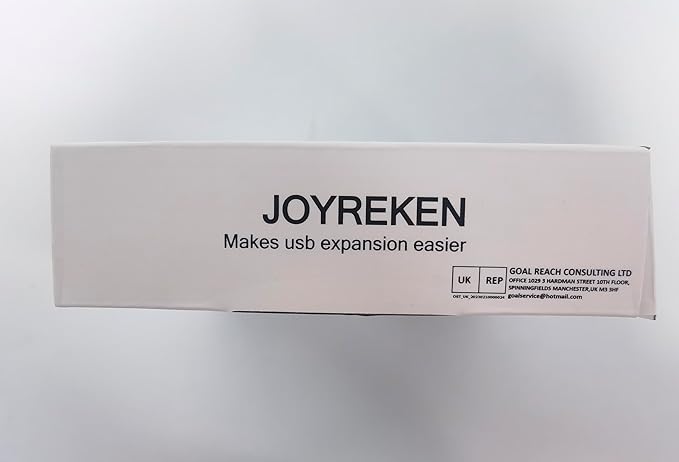 JOYREKEN
Makes usb expansion easier
UK REP
GOAL REACH CONSULTING LTD
OFFICE 1029 3 HARDMAN STREET 10TH FLOOR,
SPINNINGFIELDS MANCHESTER,UK M3 3HF
goalservice@hotmail.com